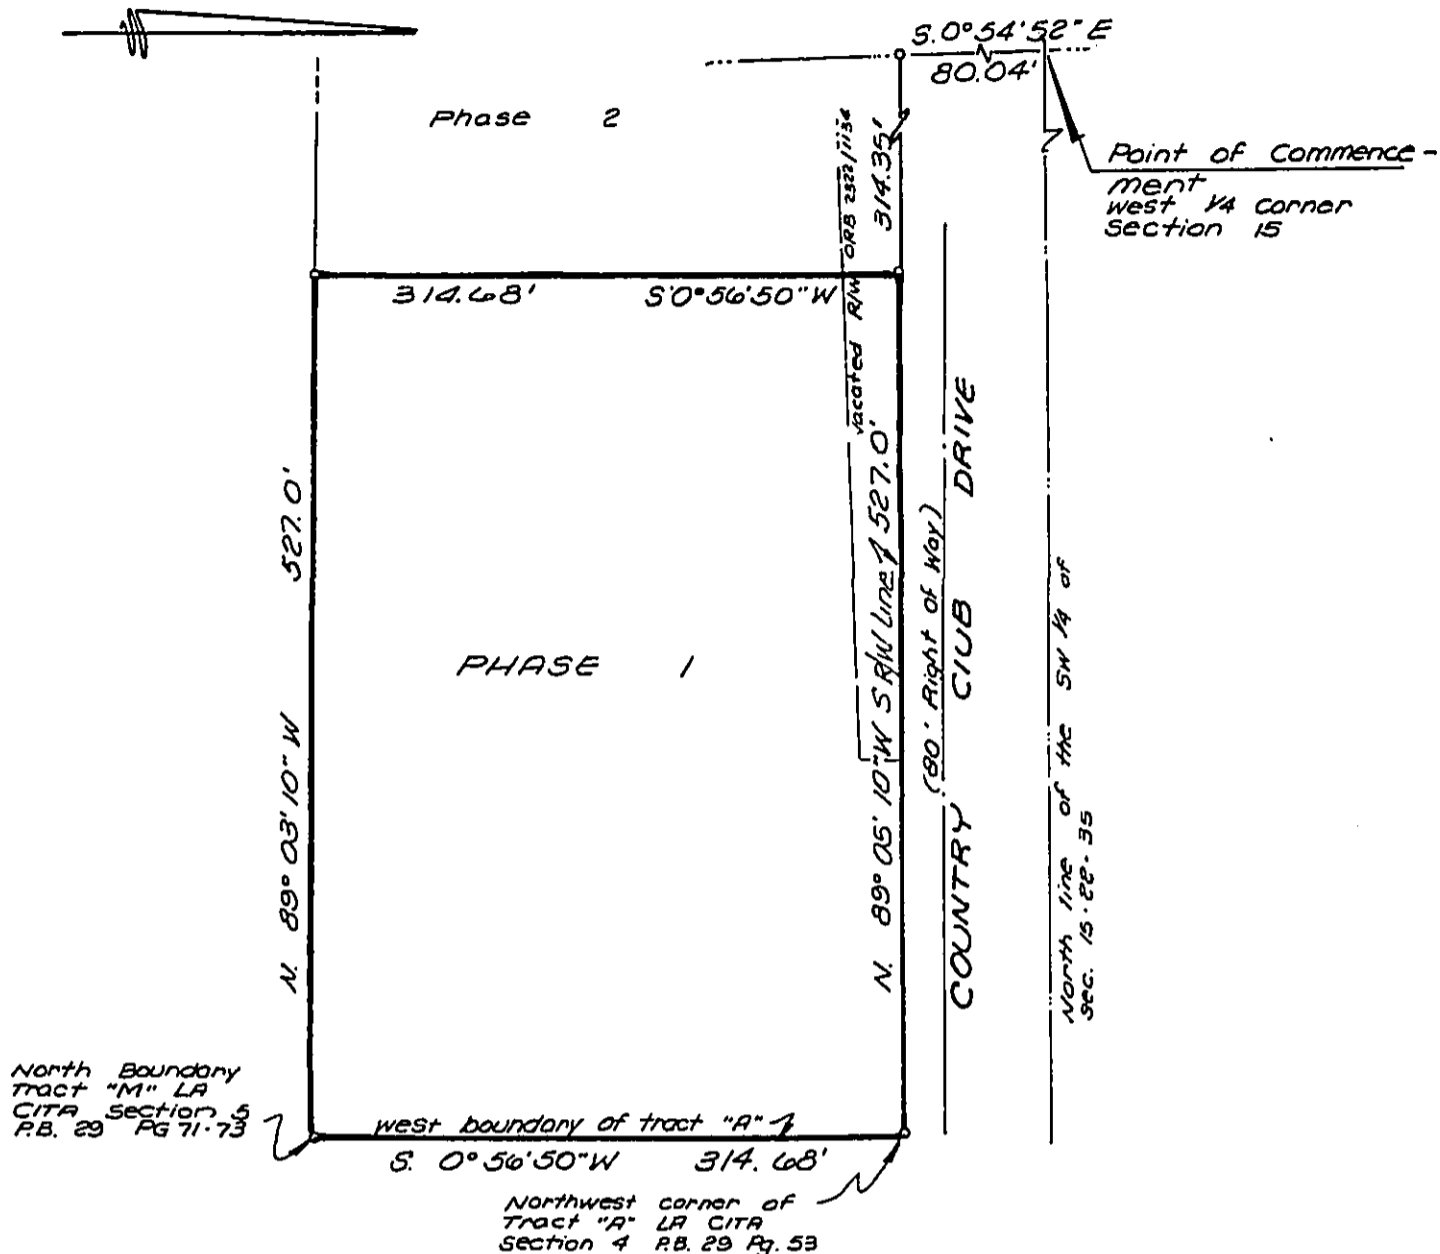 S. 0° 54' 52" E
80.04'
Phase 2
Point of Commence-
ment
west 1/4 corner
Section 15
314.35'
vacated R/W ORB 2322/1134
314.68' S 0° 56' 50" W
N. 89° 03' 10" W 527.0'
PHASE 1
N. 89° 05' 10" W S R/W Line 527.0'
(80' Right of Way)
COUNTRY CIUB DRIVE
North line of the SW 1/4 of
sec. 15-22-35
North Boundary
Tract "M" LA
CITA Section 5
P.B. 29 PG 71-73
west boundary of tract "A"
S. 0° 56' 50" W 314.68'
Northwest corner of
Tract "A" LA CITA
Section 4 P.B. 29 Pg. 53